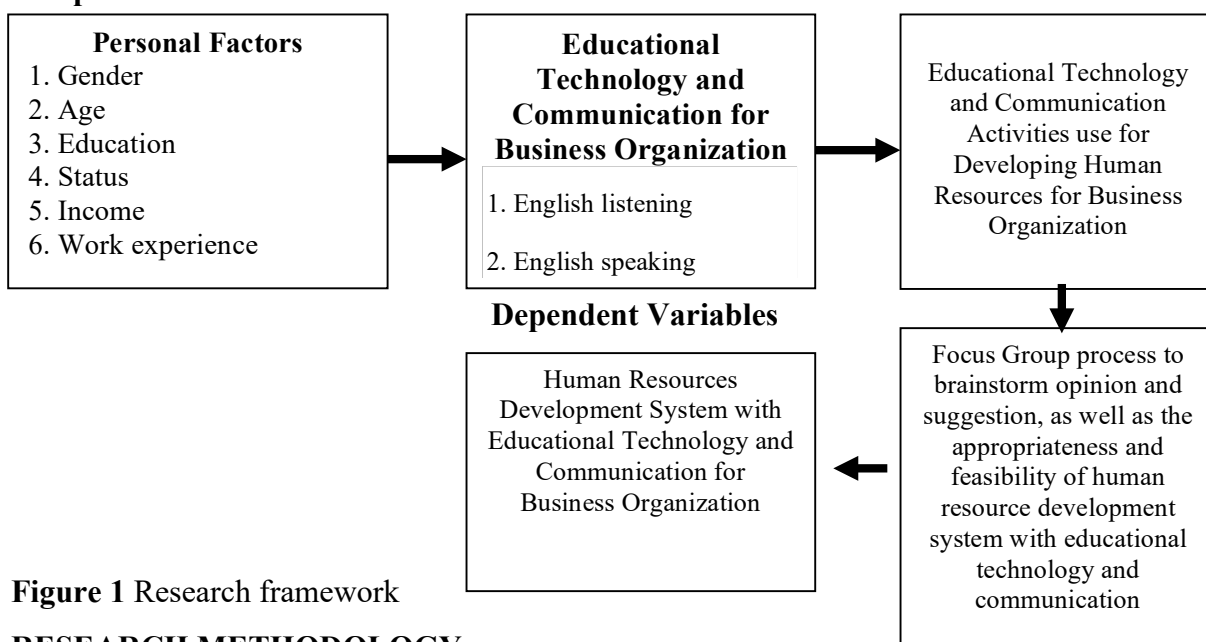 Personal Factors
1. Gender
2. Age
3. Education
4. Status
5. Income
6. Work experience
Educational
Technology and
Communication for
Business Organization
1. English listening
2. English speaking
Educational Technology
and Communication
Activities use for
Developing Human
Resources for Business
Organization
Dependent Variables
Human Resources
Development System with
Educational Technology and
Communication for
Business Organization
Focus Group process to
brainstorm opinion and
suggestion, as well as the
appropriateness and
feasibility of human
resource development
system with educational
technology and
communication
Figure 1 Research framework
RESEARCH METHODOLOGY